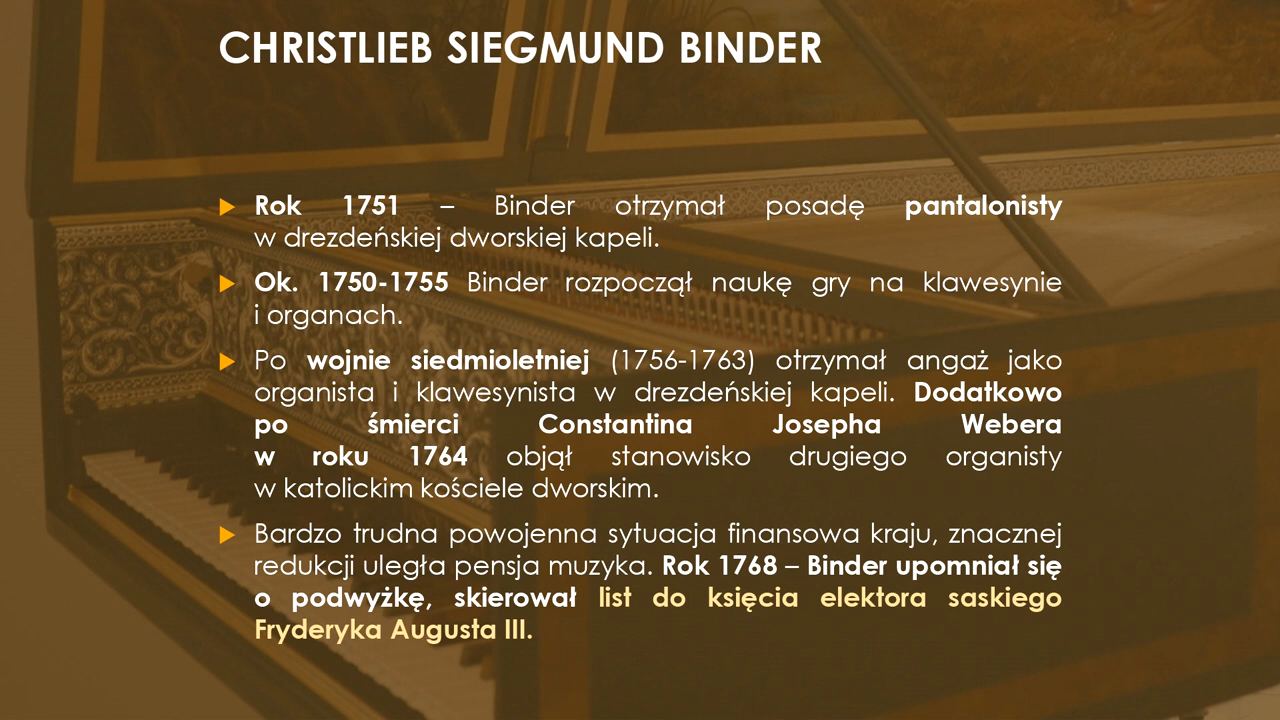 CHRISTLIEB SIEGMUND BINDER
Rok 1751 – Binder otrzymał posadę pantalonisty
w drezdeńskiej dworskiej kapeli.
Ok. 1750-1755 Binder rozpoczął naukę gry na klawesynie
i organach.
Po wojnie siedmioletniej (1756-1763) otrzymał angaż jako
organista i klawesynista w drezdeńskiej kapeli. Dodatkowo
po śmierci Constantina Josepha Webera
w roku 1764 objął stanowisko drugiego organisty
w katolickim kościele dworskim.
Bardzo trudna powojenna sytuacja finansowa kraju, znacznej
redukcji uległa pensja muzyka. Rok 1768 – Binder upomniał się
o podwyżkę, skierował list do księcia elektora saskiego
Fryderyka Augusta III.